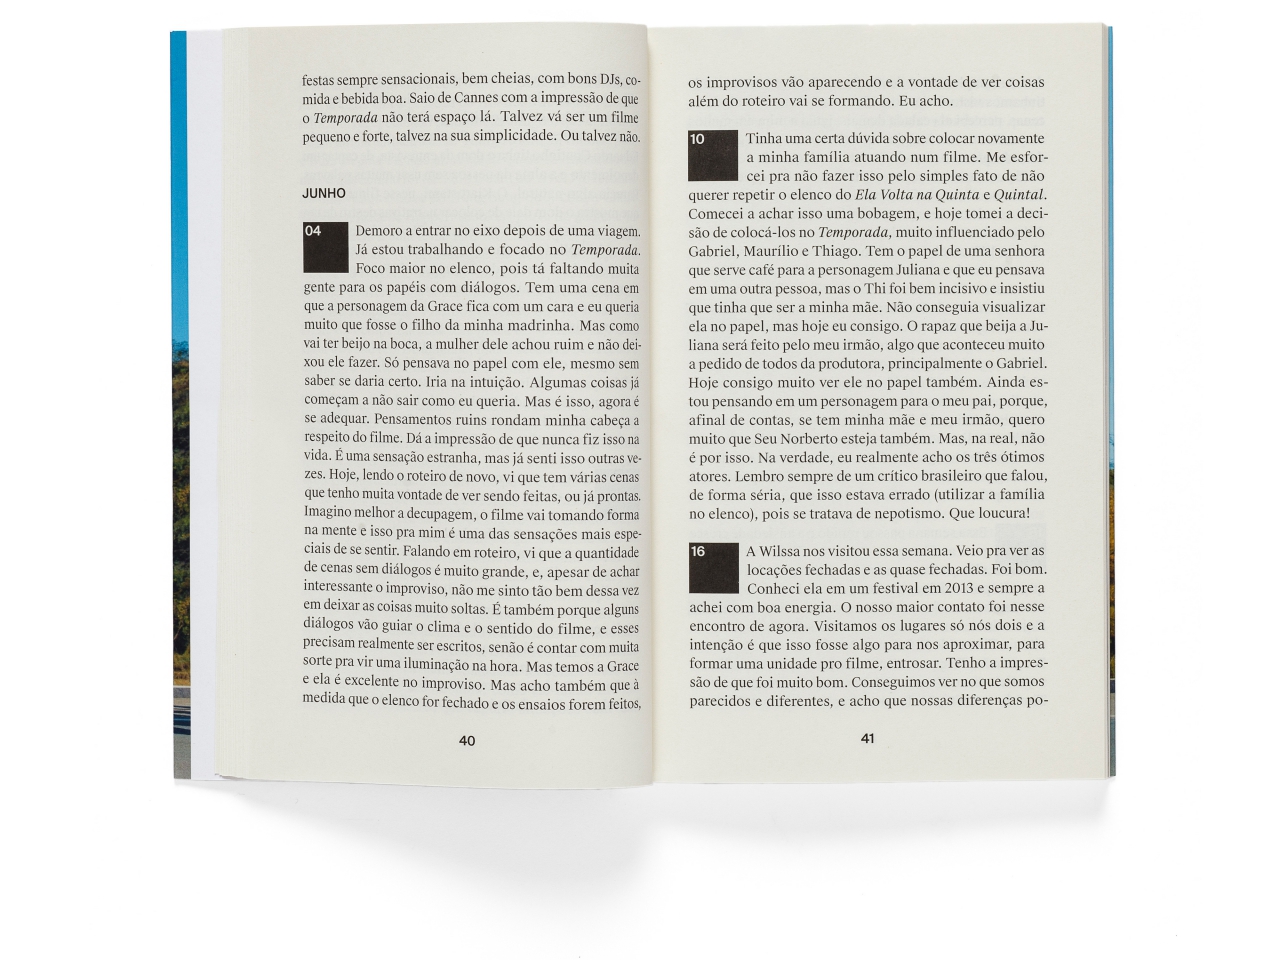 festas sempre sensacionais, bem cheias, com bons DJs, co-
mida e bebida boa. Saio de Cannes com a impressão de que
o Temporada não terá espaço lá. Talvez vá ser um filme
pequeno e forte, talvez na sua simplicidade. Ou talvez não.
JUNHO
04 Demoro a entrar no eixo depois de uma viagem.
Já estou trabalhando e focado no Temporada.
Foco maior no elenco, pois tá faltando muita
gente para os papéis com diálogos. Tem uma cena em
que a personagem da Grace fica com um cara e eu queria
muito que fosse o filho da minha madrinha. Mas como
vai ter beijo na boca, a mulher dele achou ruim e não dei-
xou ele fazer. Só pensava no papel com ele, mesmo sem
saber se daria certo. Iria na intuição. Algumas coisas já
começam a não sair como eu queria. Mas é isso, agora é
se adequar. Pensamentos ruins rondam minha cabeça a
respeito do filme. Dá a impressão de que nunca fiz isso na
vida. É uma sensação estranha, mas já senti isso outras ve-
zes. Hoje, lendo o roteiro de novo, vi que tem várias cenas
que tenho muita vontade de ver sendo feitas, ou já prontas.
Imagino melhor a decupagem, o filme vai tomando forma
na mente e isso pra mim é uma das sensações mais espe-
ciais de se sentir. Falando em roteiro, vi que a quantidade
de cenas sem diálogos é muito grande, e, apesar de achar
interessante o improviso, não me sinto tão bem dessa vez
em deixar as coisas muito soltas. É também porque alguns
diálogos vão guiar o clima e o sentido do filme, e esses
precisam realmente ser escritos, senão é contar com muita
sorte pra vir uma iluminação na hora. Mas temos a Grace
e ela é excelente no improviso. Mas acho também que à
medida que o elenco for fechado e os ensaios forem feitos,
40
os improvisos vão aparecendo e a vontade de ver coisas
além do roteiro vai se formando. Eu acho.
10 Tinha uma certa dúvida sobre colocar novamente
a minha família atuando num filme. Me esfor-
cei pra não fazer isso pelo simples fato de não
querer repetir o elenco do Ela Volta na Quinta e Quintal.
Comecei a achar isso uma bobagem, e hoje tomei a deci-
são de colocá-los no Temporada, muito influenciado pelo
Gabriel, Maurílio e Thiago. Tem o papel de uma senhora
que serve café para a personagem Juliana e que eu pensava
em uma outra pessoa, mas o Thi foi bem incisivo e insistiu
que tinha que ser a minha mãe. Não conseguia visualizar
ela no papel, mas hoje eu consigo. O rapaz que beija a Ju-
liana será feito pelo meu irmão, algo que aconteceu muito
a pedido de todos da produtora, principalmente o Gabriel.
Hoje consigo muito ver ele no papel também. Ainda es-
tou pensando em um personagem para o meu pai, porque,
afinal de contas, se tem minha mãe e meu irmão, quero
muito que Seu Norberto esteja também. Mas, na real, não
é por isso. Na verdade, eu realmente acho os três ótimos
atores. Lembro sempre de um crítico brasileiro que falou,
de forma séria, que isso estava errado (utilizar a família
no elenco), pois se tratava de nepotismo. Que loucura!
16 A Wilssa nos visitou essa semana. Veio pra ver as
locações fechadas e as quase fechadas. Foi bom.
Conheci ela em um festival em 2013 e sempre a
achei com boa energia. O nosso maior contato foi nesse
encontro de agora. Visitamos os lugares só nós dois e a
intenção é que isso fosse algo para nos aproximar, para
formar uma unidade pro filme, entrosar. Tenho a impres-
são de que foi muito bom. Conseguimos ver no que somos
parecidos e diferentes, e acho que nossas diferenças po-
41